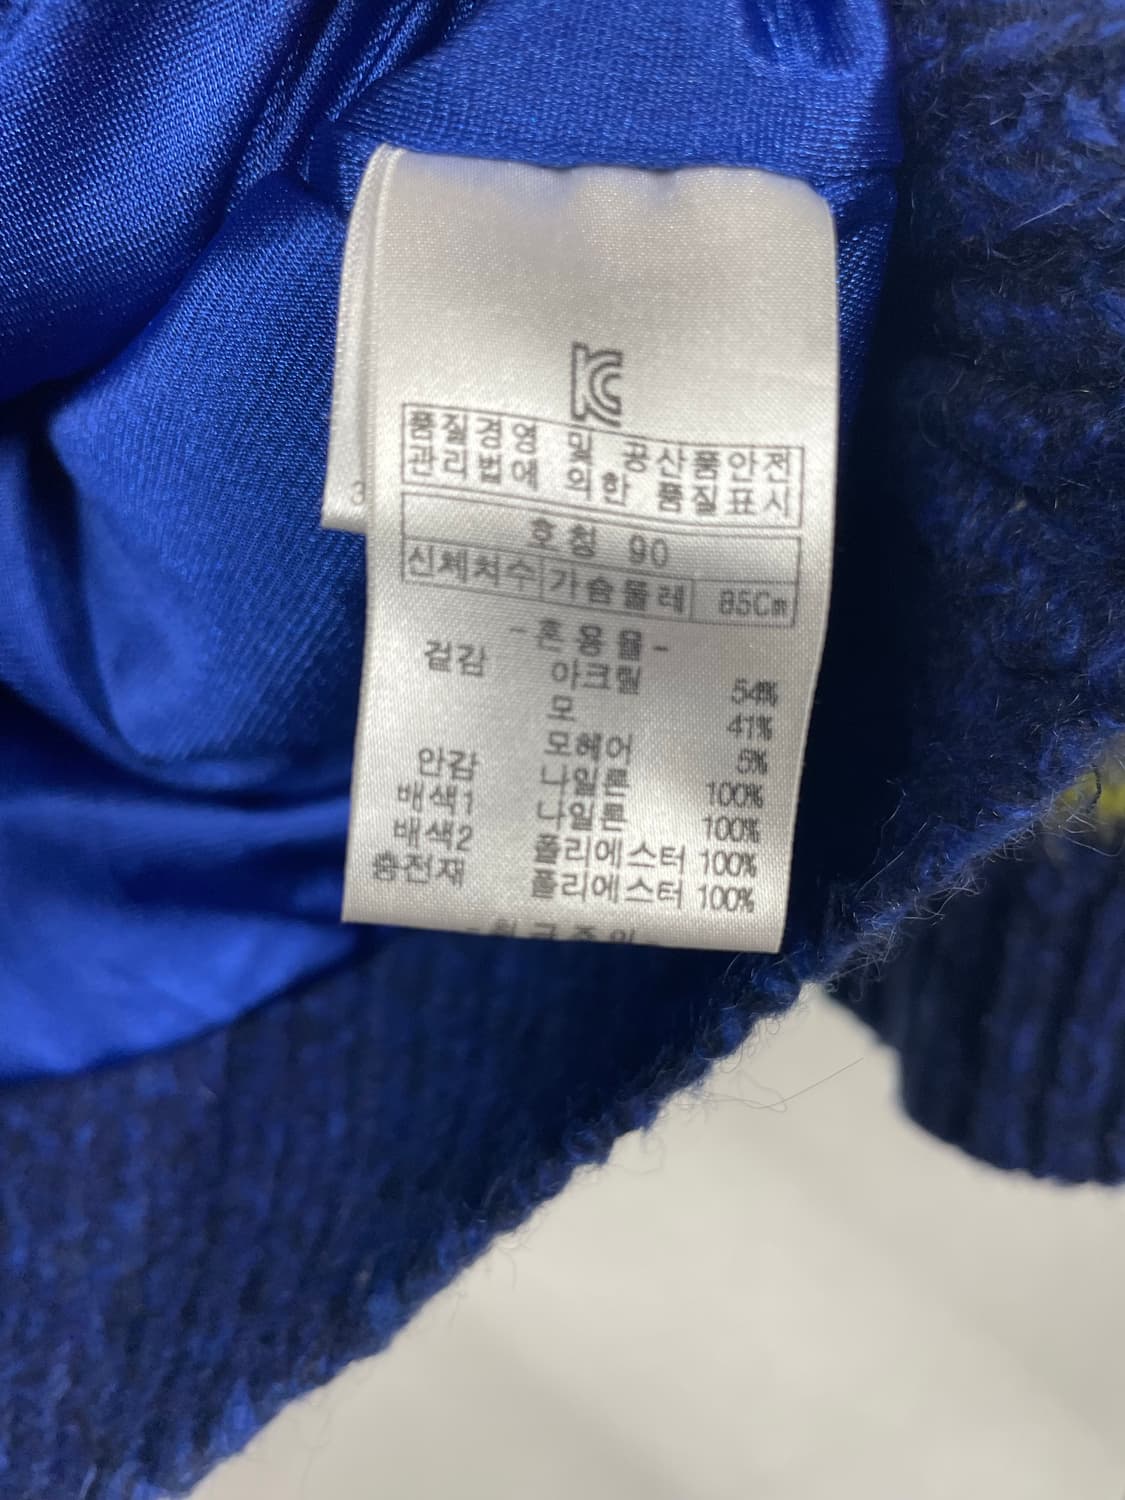 KC
품질경영 및 공산품안전
관리법에 의한 품질표시
호칭 90
신체치수 가슴둘레 85Cm
-혼용율-
겉감 아크릴 54%
모 41%
모헤어 5%
안감 나일론 100%
배색1 나일론 100%
배색2 폴리에스터 100%
충전재 폴리에스터 100%
3